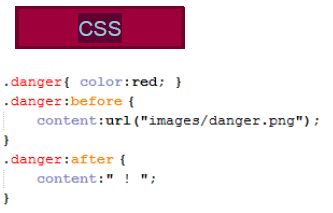 CSS
.danger{ color:red; }
.danger:before {
content:url("images/danger.png");
}
.danger:after {
content:" ! ";
}